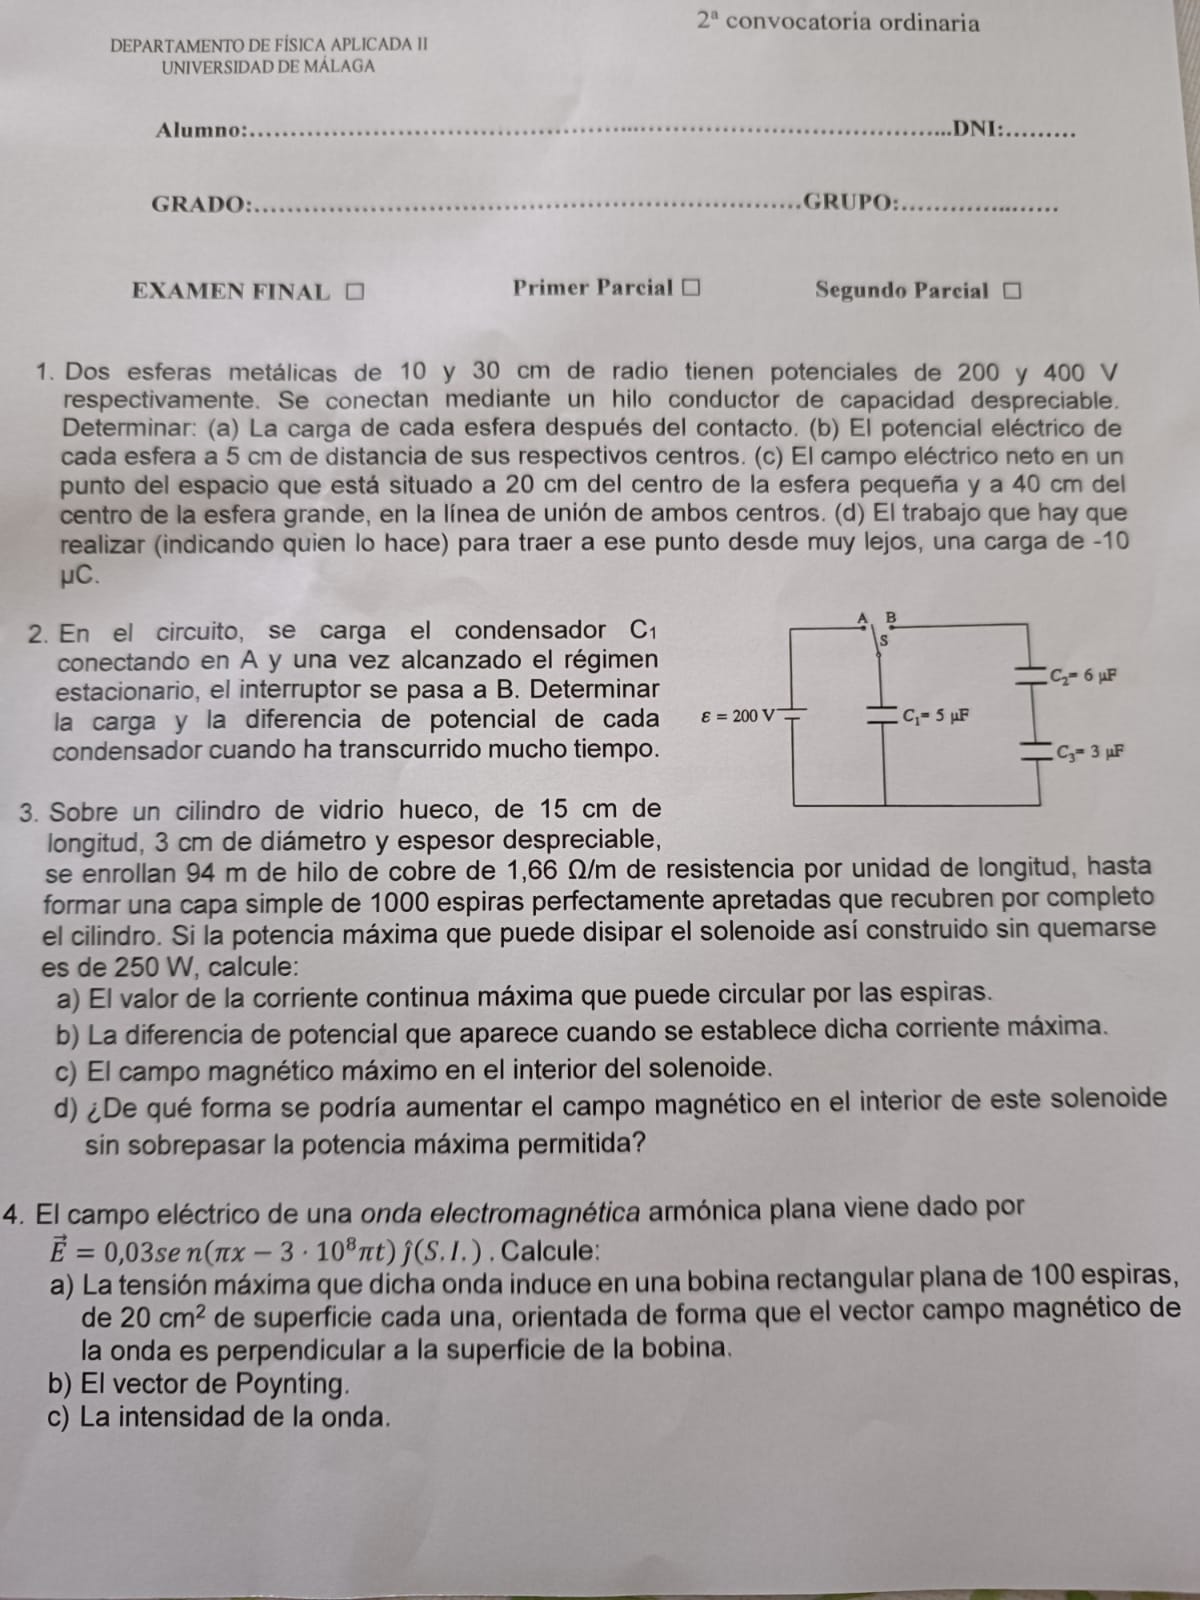 2ª convocatoria ordinaria
DEPARTAMENTO DE FÍSICA APLICADA II
UNIVERSIDAD DE MÁLAGA
Alumno:..........................................................................DNI:.........
GRADO:..................................................................GRUPO:..................
EXAMEN FINAL □ Primer Parcial □ Segundo Parcial □
1. Dos esferas metálicas de 10 y 30 cm de radio tienen potenciales de 200 y 400 V
respectivamente. Se conectan mediante un hilo conductor de capacidad despreciable.
Determinar: (a) La carga de cada esfera después del contacto. (b) El potencial eléctrico de
cada esfera a 5 cm de distancia de sus respectivos centros. (c) El campo eléctrico neto en un
punto del espacio que está situado a 20 cm del centro de la esfera pequeña y a 40 cm del
centro de la esfera grande, en la línea de unión de ambos centros. (d) El trabajo que hay que
realizar (indicando quien lo hace) para traer a ese punto desde muy lejos, una carga de -10
µC.
2. En el circuito, se carga el condensador C₁
conectando en A y una vez alcanzado el régimen
estacionario, el interruptor se pasa a B. Determinar
la carga y la diferencia de potencial de cada
condensador cuando ha transcurrido mucho tiempo.
A B
S
C₂= 6 µF
ε = 200 V
C₁= 5 µF
C₃= 3 µF
3. Sobre un cilindro de vidrio hueco, de 15 cm de
longitud, 3 cm de diámetro y espesor despreciable,
se enrollan 94 m de hilo de cobre de 1,66 Ω/m de resistencia por unidad de longitud, hasta
formar una capa simple de 1000 espiras perfectamente apretadas que recubren por completo
el cilindro. Si la potencia máxima que puede disipar el solenoide así construido sin quemarse
es de 250 W, calcule:
a) El valor de la corriente continua máxima que puede circular por las espiras.
b) La diferencia de potencial que aparece cuando se establece dicha corriente máxima.
c) El campo magnético máximo en el interior del solenoide.
d) ¿De qué forma se podría aumentar el campo magnético en el interior de este solenoide
sin sobrepasar la potencia máxima permitida?
4. El campo eléctrico de una onda electromagnética armónica plana viene dado por
E⃗ = 0,03se n(πx − 3 · 10⁸πt) ĵ(S. I. ) . Calcule:
a) La tensión máxima que dicha onda induce en una bobina rectangular plana de 100 espiras,
de 20 cm² de superficie cada una, orientada de forma que el vector campo magnético de
la onda es perpendicular a la superficie de la bobina.
b) El vector de Poynting.
c) La intensidad de la onda.